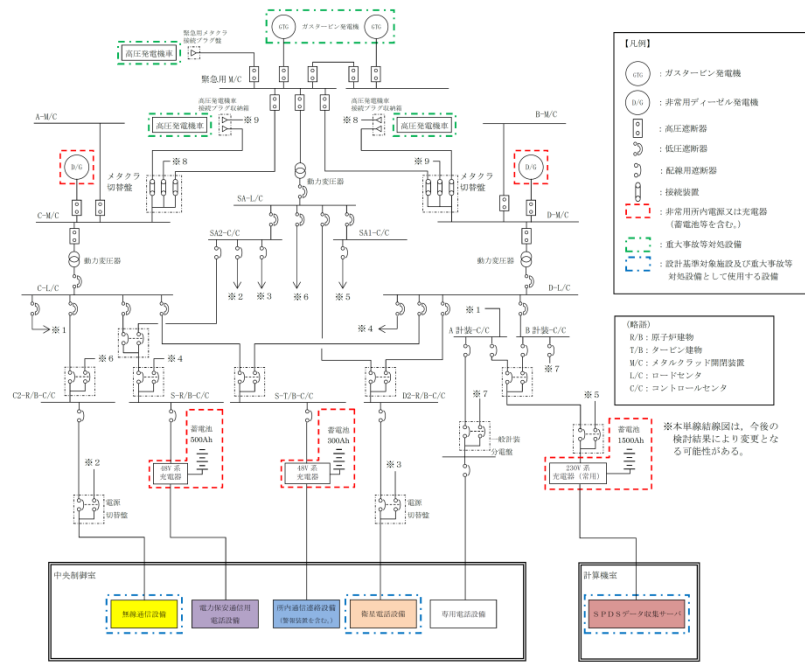 緊急用メタクラ
接続プラグ盤
高圧発電機車
GTG
ガスタービン発電機
GTG
緊急用M/C
高圧発電機車
接続プラグ収納箱
※9
高圧発電機車
高圧発電機車
接続プラグ収納箱
※8
高圧発電機車
A-M/C
B-M/C
※8
※9
D/G
メタクラ
切替盤
メタクラ
切替盤
D/G
C-M/C
D-M/C
動力変圧器
SA-L/C
動力変圧器
動力変圧器
SA2-C/C
SA1-C/C
C-L/C
D-L/C
※2
※3
※6
※5
※1
※4
※1
A計装-C/C
B計装-C/C
※7
※6
※4
※7
※5
C2-R/B-C/C
S-R/B-C/C
S-T/B-C/C
D2-R/B-C/C
蓄電池
500Ah
48V系
充電器
蓄電池
300Ah
48V系
充電器
一般計装
分電盤
蓄電池
1500Ah
230V系
充電器(常用)
※2
電源
切替盤
※3
電源
切替盤
中央制御室
無線通信設備
電力保安通信用
電話設備
所内通信連絡設備
(警報装置を含む。)
衛星電話設備
専用電話設備
計算機室
SPDSデータ収集サーバ
【凡例】
GTG
:ガスタービン発電機
D/G
:非常用ディーゼル発電機
:高圧遮断器
:低圧遮断器
:配線用遮断器
:接続装置
:非常用所内電源又は充電器
(蓄電池等を含む。)
:重大事故等対処設備
:設計基準対象施設及び重大事故等
対処設備として使用する設備
(略語)
R/B:原子炉建物
T/B:タービン建物
M/C:メタルクラッド開閉装置
L/C:ロードセンタ
C/C:コントロールセンタ
※本単線結線図は、今後の
検討結果により変更とな
る可能性がある。